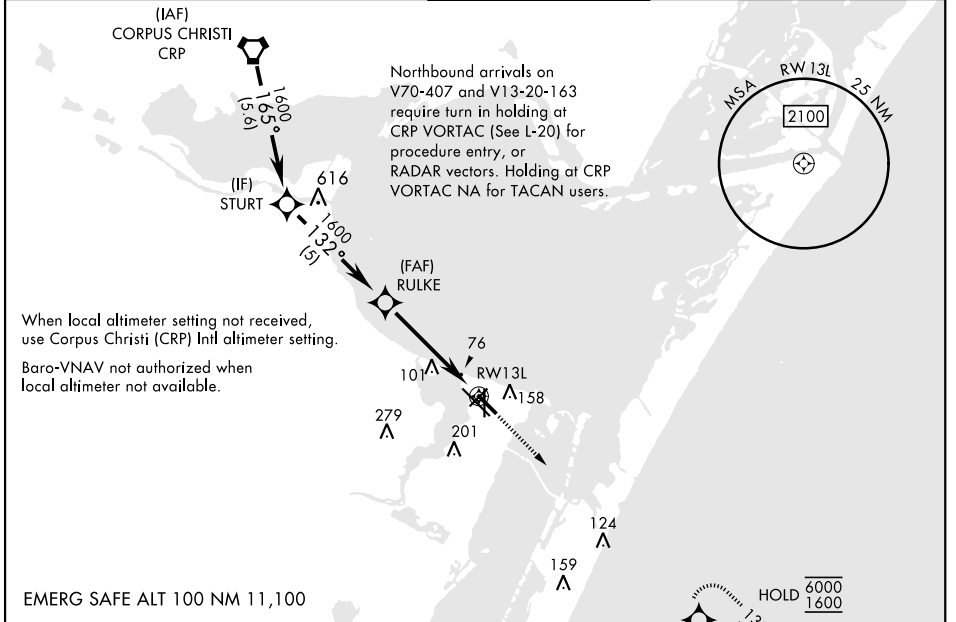 (IAF)
CORPUS CHRISTI
CRP
1600
165°
(5.6)
Northbound arrivals on
V70-407 and V13-20-163
require turn in holding at
CRP VORTAC (See L-20) for
procedure entry, or
RADAR vectors. Holding at CRP
VORTAC NA for TACAN users.
MSA RW 13L 25 NM
2100
(IF)
STURT
616
1600
132°
(5)
(FAF)
RULKE
When local altimeter setting not received,
use Corpus Christi (CRP) Intl altimeter setting.
Baro-VNAV not authorized when
local altimeter not available.
76
101
RW13L
158
279
201
124
159
EMERG SAFE ALT 100 NM 11,100
HOLD 6000
1600